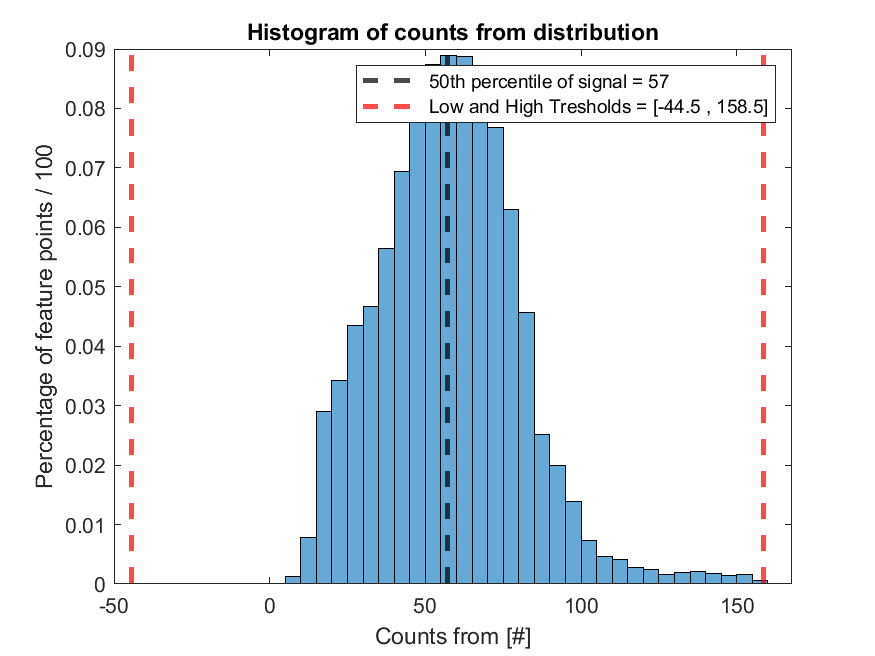 Histogram of counts from distribution
0.09
0.08
0.07
0.06
0.05
0.04
0.03
0.02
0.01
0
Percentage of feature points / 100
50th percentile of signal = 57
Low and High Tresholds = [-44.5 , 158.5]
-50 0 50 100 150
Counts from [#]